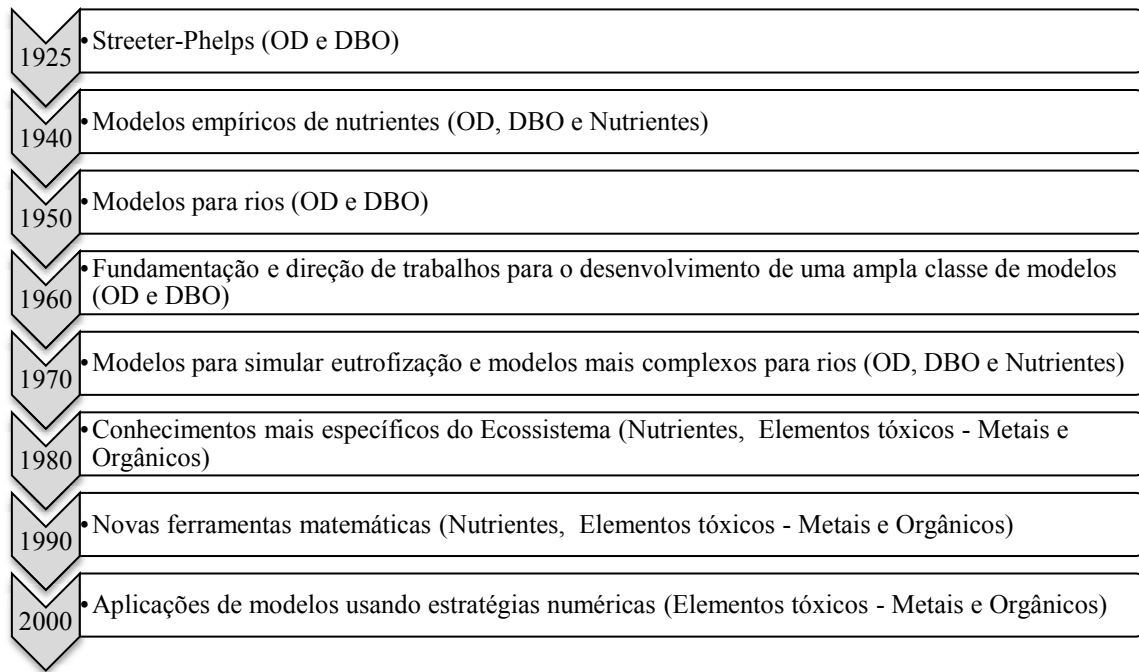 1925
• Streeter-Phelps (OD e DBO)
1940
• Modelos empíricos de nutrientes (OD, DBO e Nutrientes)
1950
• Modelos para rios (OD e DBO)
1960
• Fundamentação e direção de trabalhos para o desenvolvimento de uma ampla classe de modelos
(OD e DBO)
1970
• Modelos para simular eutrofização e modelos mais complexos para rios (OD, DBO e Nutrientes)
1980
• Conhecimentos mais específicos do Ecossistema (Nutrientes, Elementos tóxicos - Metais e
Orgânicos)
1990
• Novas ferramentas matemáticas (Nutrientes, Elementos tóxicos - Metais e Orgânicos)
2000
• Aplicações de modelos usando estratégias numéricas (Elementos tóxicos - Metais e Orgânicos)